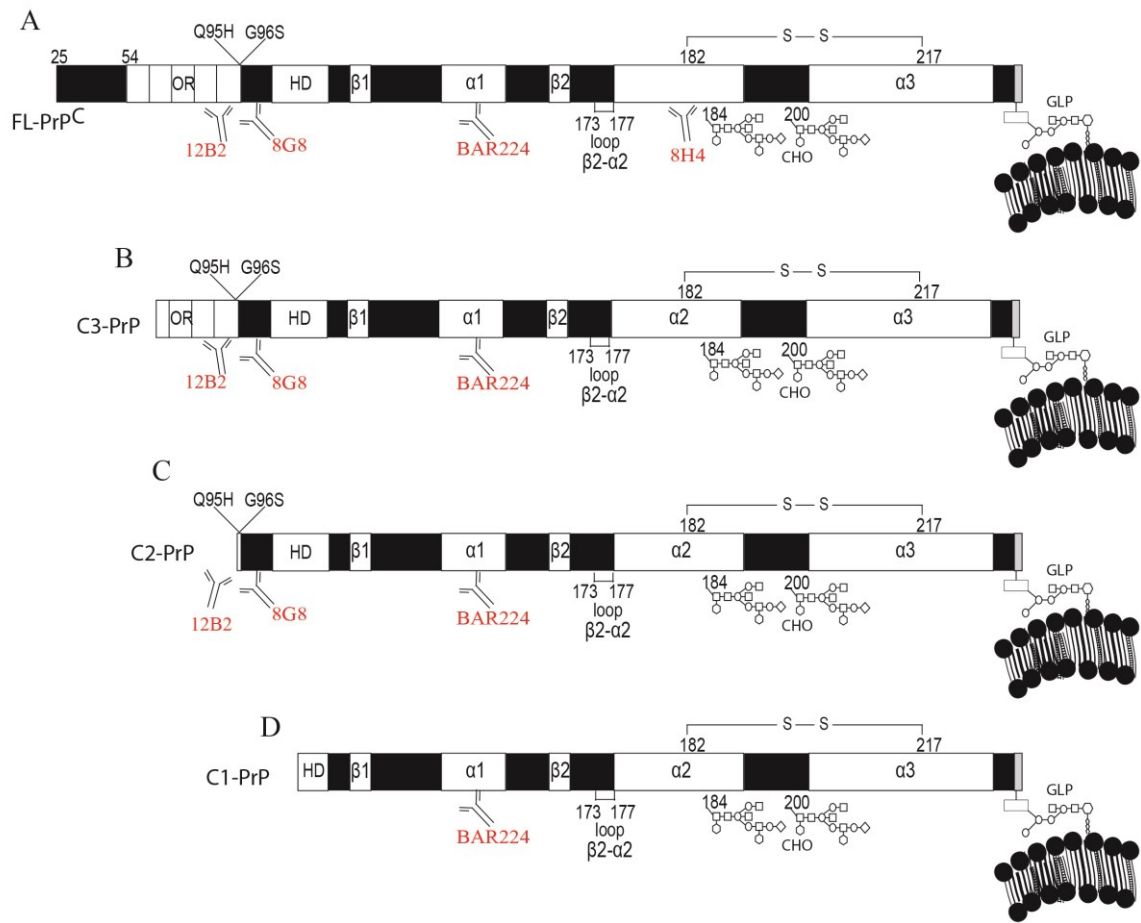 A
Q95H G96S
S S
25 54 182 217
OR HD β1 α1 β2 α3
FL-PrPC
GLP
173 177 184 200
12B2 8G8 BAR224 loop 8H4 CHO
β2-α2
B
Q95H G96S
S S
182 217
C3-PrP OR HD β1 α1 β2 α2 α3
GLP
173 177 184 200
12B2 8G8 BAR224 loop CHO
β2-α2
C
Q95H G96S
S S
182 217
C2-PrP HD β1 α1 β2 α2 α3
GLP
173 177 184 200
12B2 8G8 BAR224 loop CHO
β2-α2
D
S S
182 217
C1-PrP HD β1 α1 β2 α2 α3
GLP
173 177 184 200
BAR224 loop CHO
β2-α2